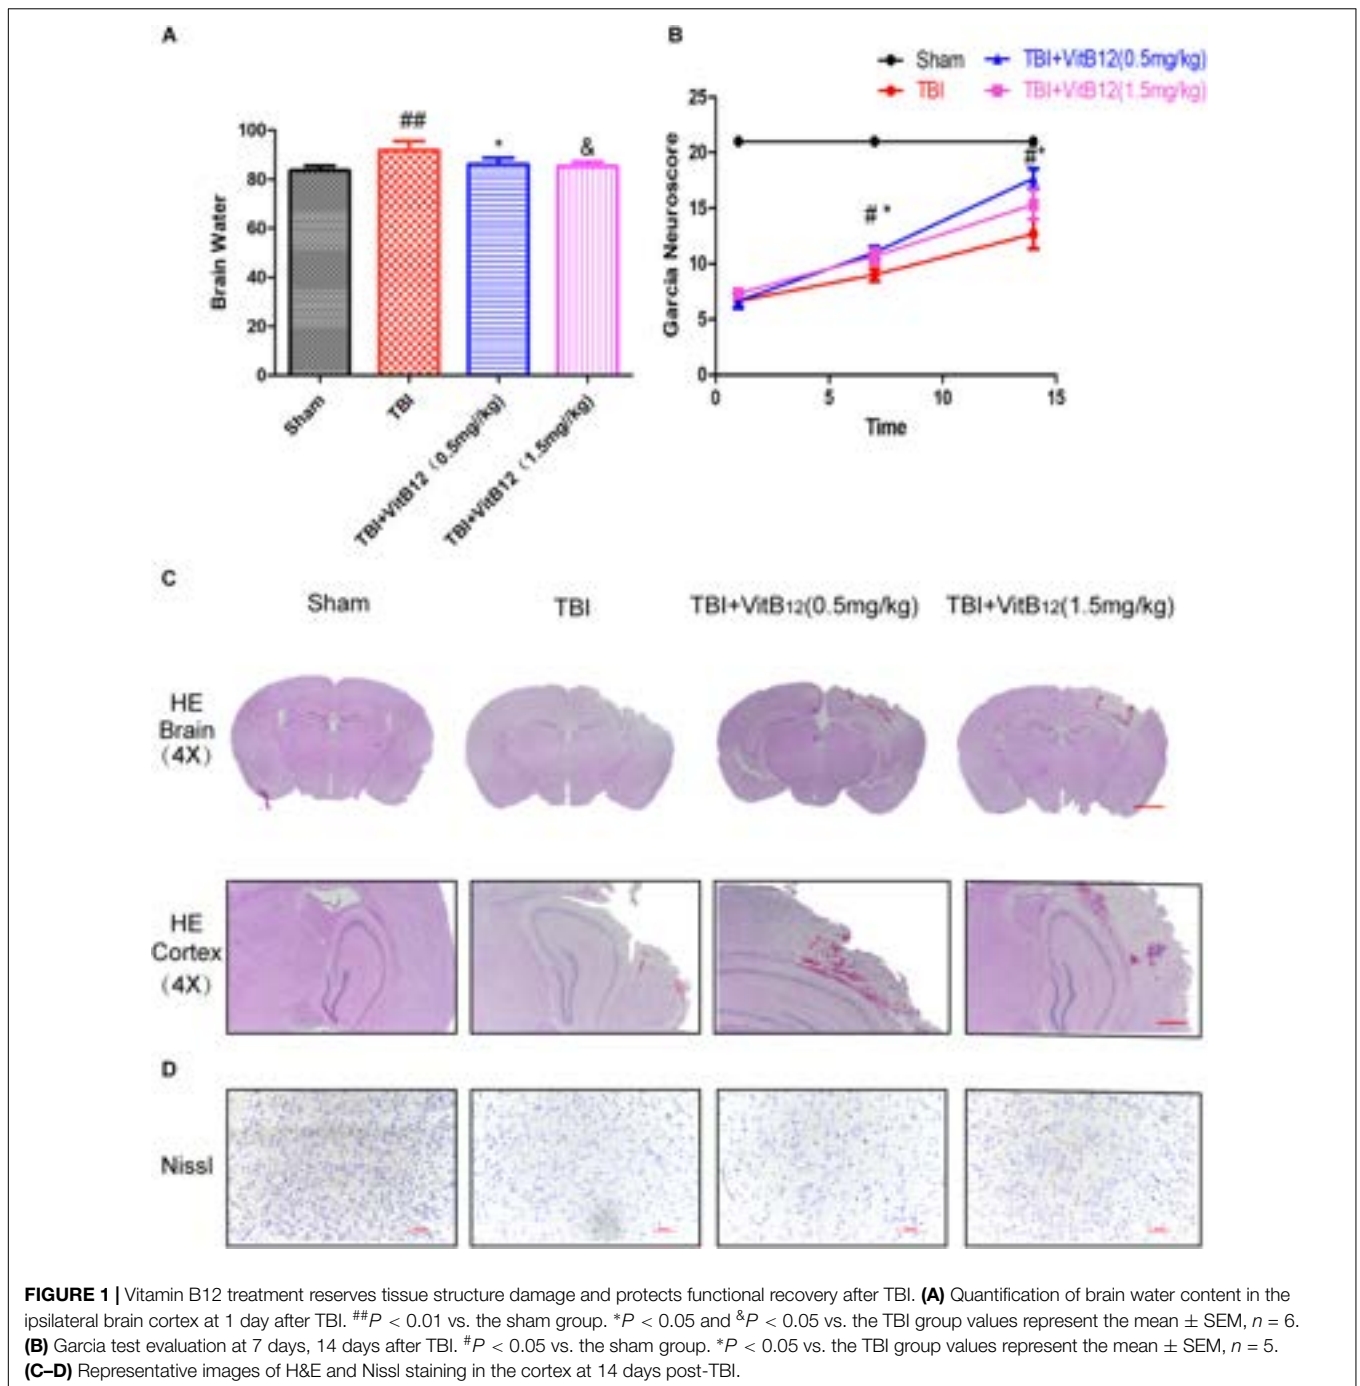 A
B
Sham
TBI+VitB12(0.5mg/kg)
TBI
TBI+VitB12(1.5mg/kg)
##
*
&
100
80
60
40
20
0
Brain Water
Sham
TBI
TBI+VitB12（0.5mg//kg)
TBI+VitB12（1.5mg//kg)
25
20
15
10
5
0
Garcia Neuroscore
# *
#*
0 5 10 15
Time
C
Sham TBI TBI+VitB12(0.5mg/kg) TBI+VitB12(1.5mg/kg)
HE
Brain
（4X）
HE
Cortex
（4X）
D
Nissl
FIGURE 1 | Vitamin B12 treatment reserves tissue structure damage and protects functional recovery after TBI. (A) Quantification of brain water content in the
ipsilateral brain cortex at 1 day after TBI. ##P < 0.01 vs. the sham group. *P < 0.05 and &P < 0.05 vs. the TBI group values represent the mean ± SEM, n = 6.
(B) Garcia test evaluation at 7 days, 14 days after TBI. #P < 0.05 vs. the sham group. *P < 0.05 vs. the TBI group values represent the mean ± SEM, n = 5.
(C–D) Representative images of H&E and Nissl staining in the cortex at 14 days post-TBI.